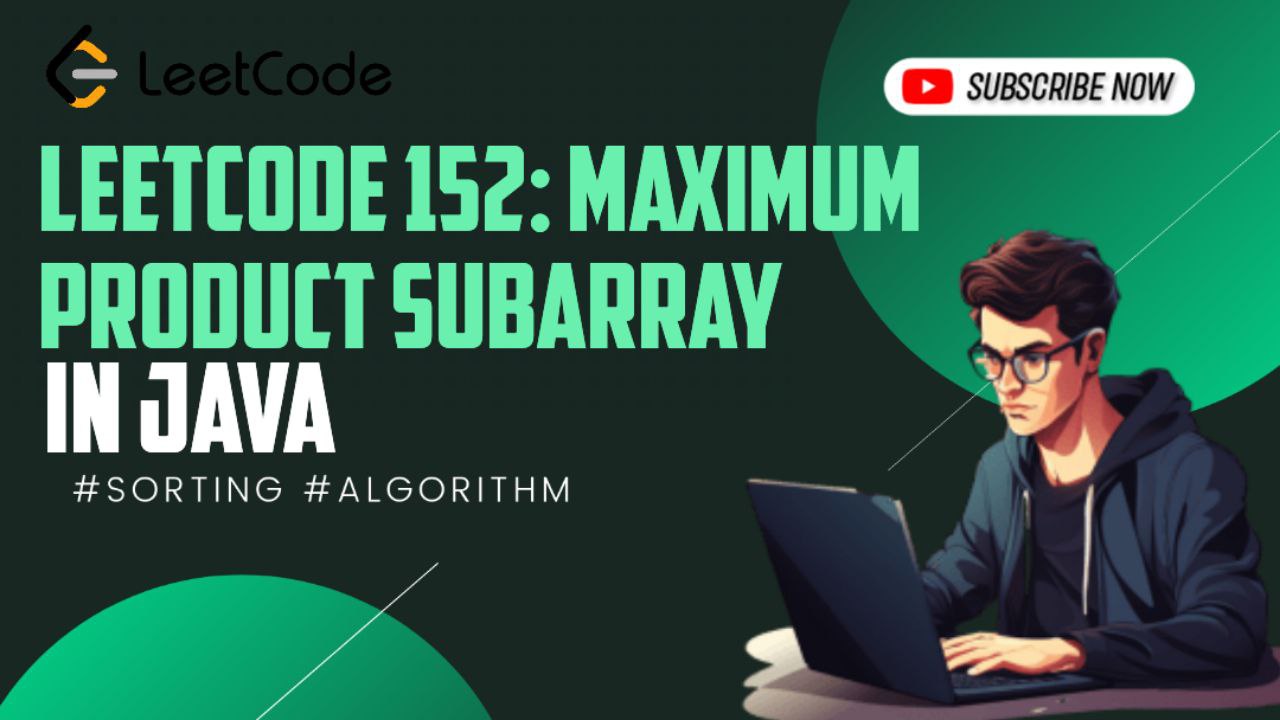 LeetCode
SUBSCRIBE NOW
LEETCODE 152: MAXIMUM
PRODUCT SUBARRAY
IN JAVA
#SORTING #ALGORITHM